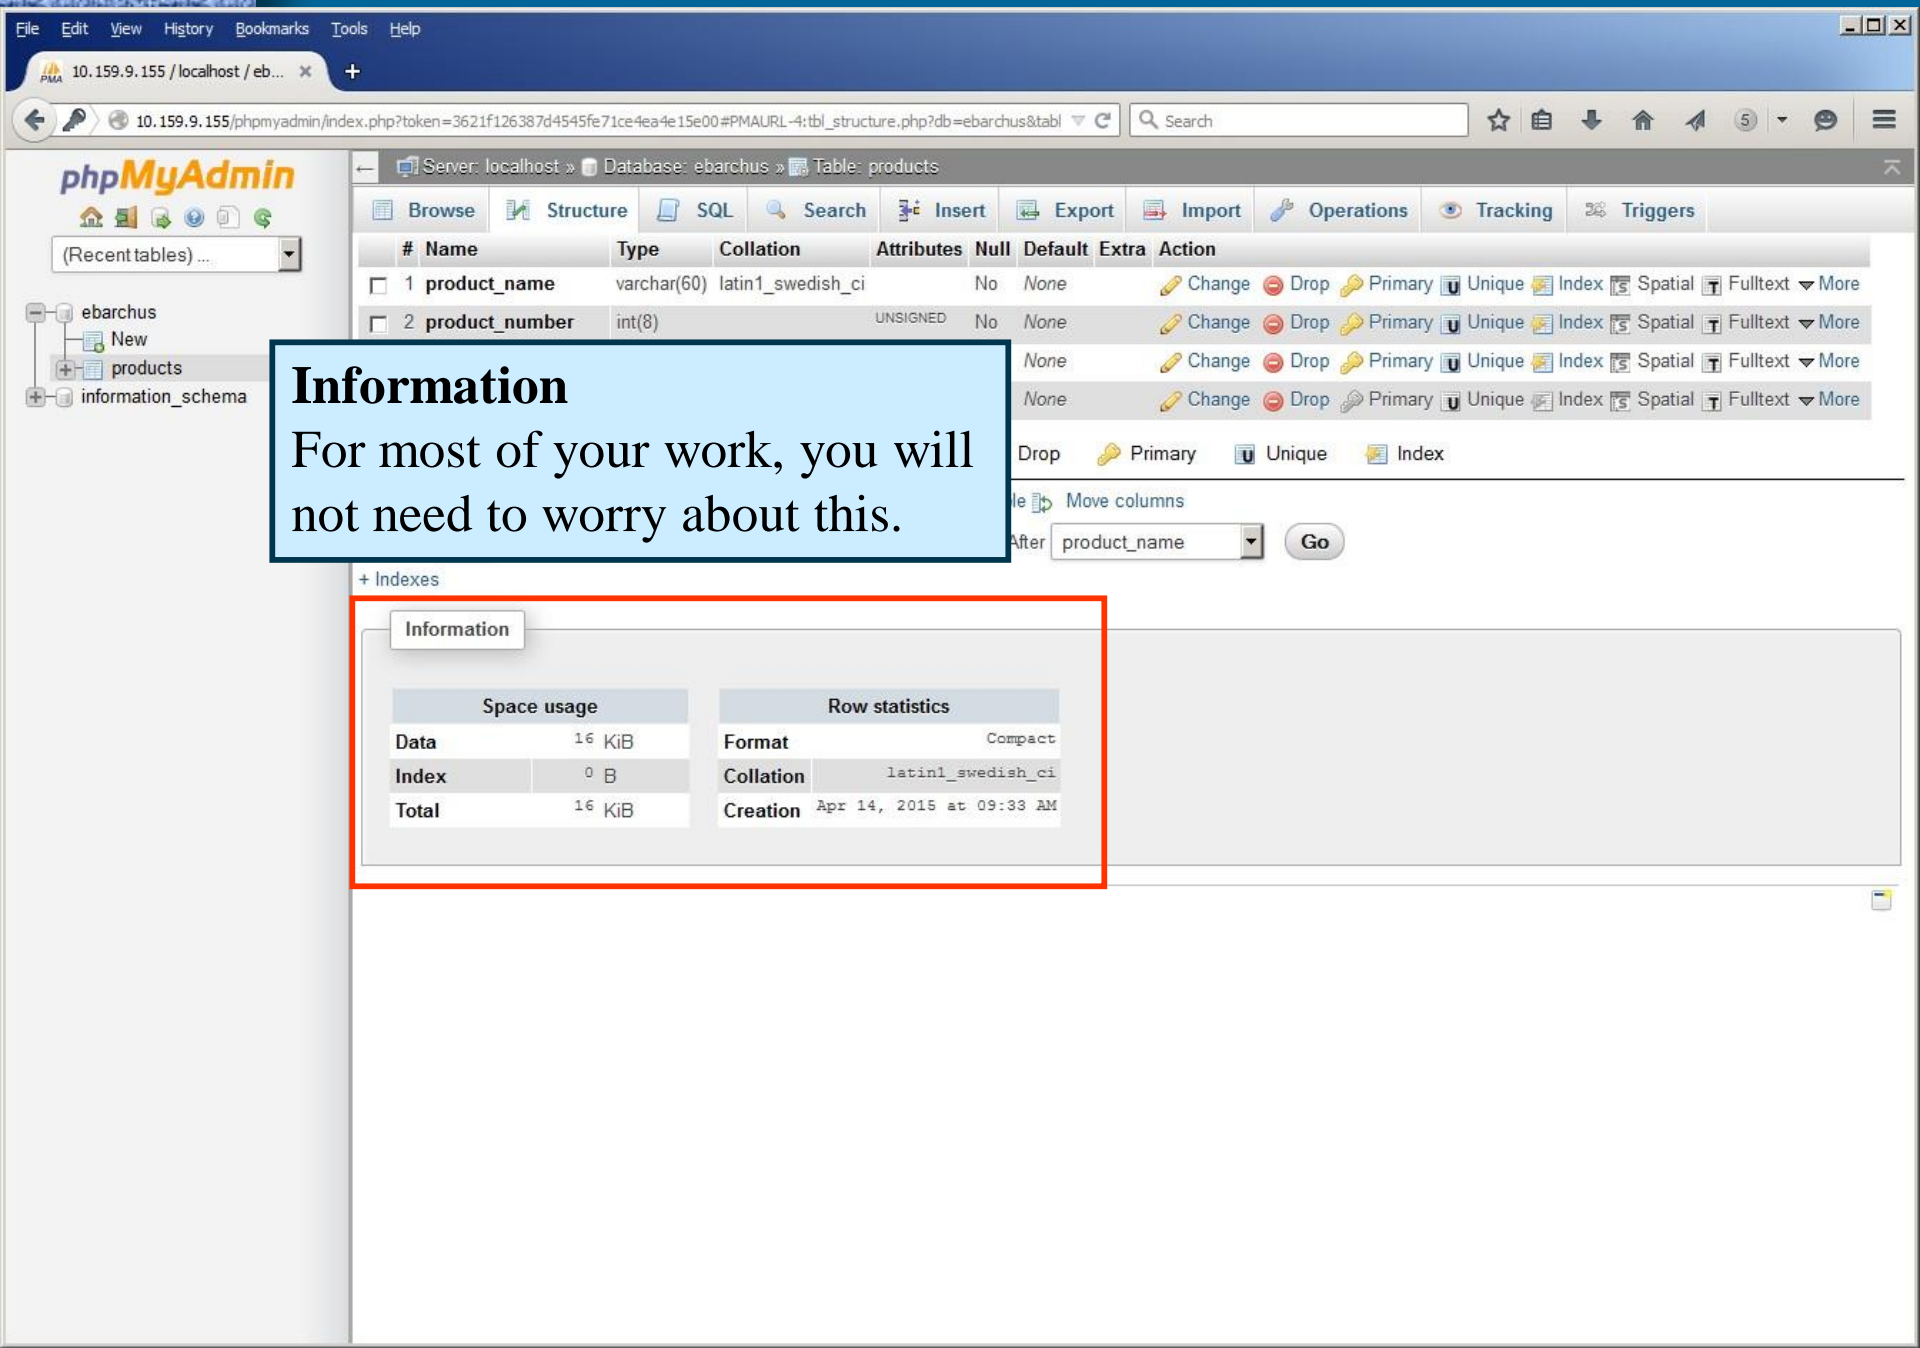 File Edit View History Bookmarks Tools Help
PMA 10.159.9.155 / localhost / eb...
10.159.9.155/phpmyadmin/index.php?token=3621f126387d4545fe71ce4ea4e15e00#PMAURL-4:tbl_structure.php?db=ebarchus&tabl Search 5
phpMyAdmin
(Recent tables) ...
ebarchus
New
products
information_schema
Server: localhost » Database: ebarchus » Table: products
Browse Structure SQL Search Insert Export Import Operations Tracking Triggers
# Name Type Collation Attributes Null Default Extra Action
1 product_name varchar(60) latin1_swedish_ci No None Change Drop Primary Unique Index Spatial Fulltext More
2 product_number int(8) UNSIGNED No None Change Drop Primary Unique Index Spatial Fulltext More
None Change Drop Primary Unique Index Spatial Fulltext More
None Change Drop Primary Unique Index Spatial Fulltext More
Information
For most of your work, you will
not need to worry about this.
Drop Primary Unique Index
Move columns
After product_name Go
+ Indexes
Information
Space usage
Data 16 KiB
Index 0 B
Total 16 KiB
Row statistics
Format Compact
Collation latin1_swedish_ci
Creation Apr 14, 2015 at 09:33 AM